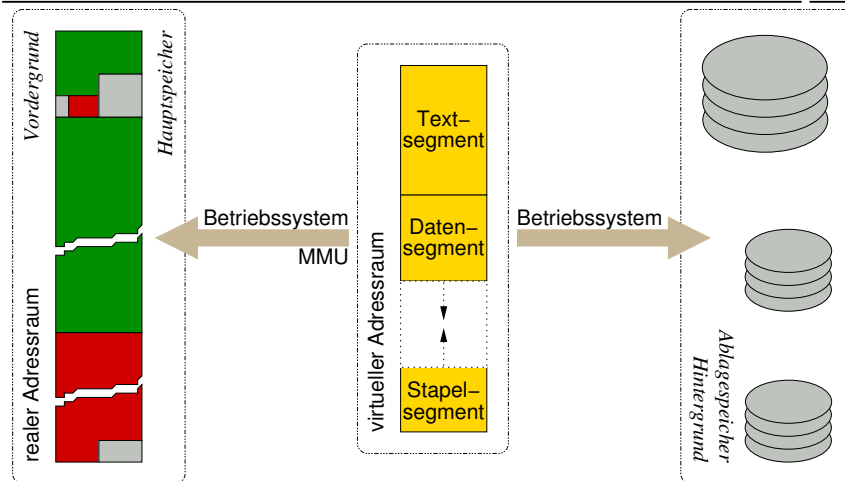 Vordergrund
Hauptspeicher
realer Adressraum
Betriebssystem
MMU
virtueller Adressraum
Text−
segment
Daten−
segment
Stapel−
segment
Betriebssystem
Ablagespeicher
Hintergrund